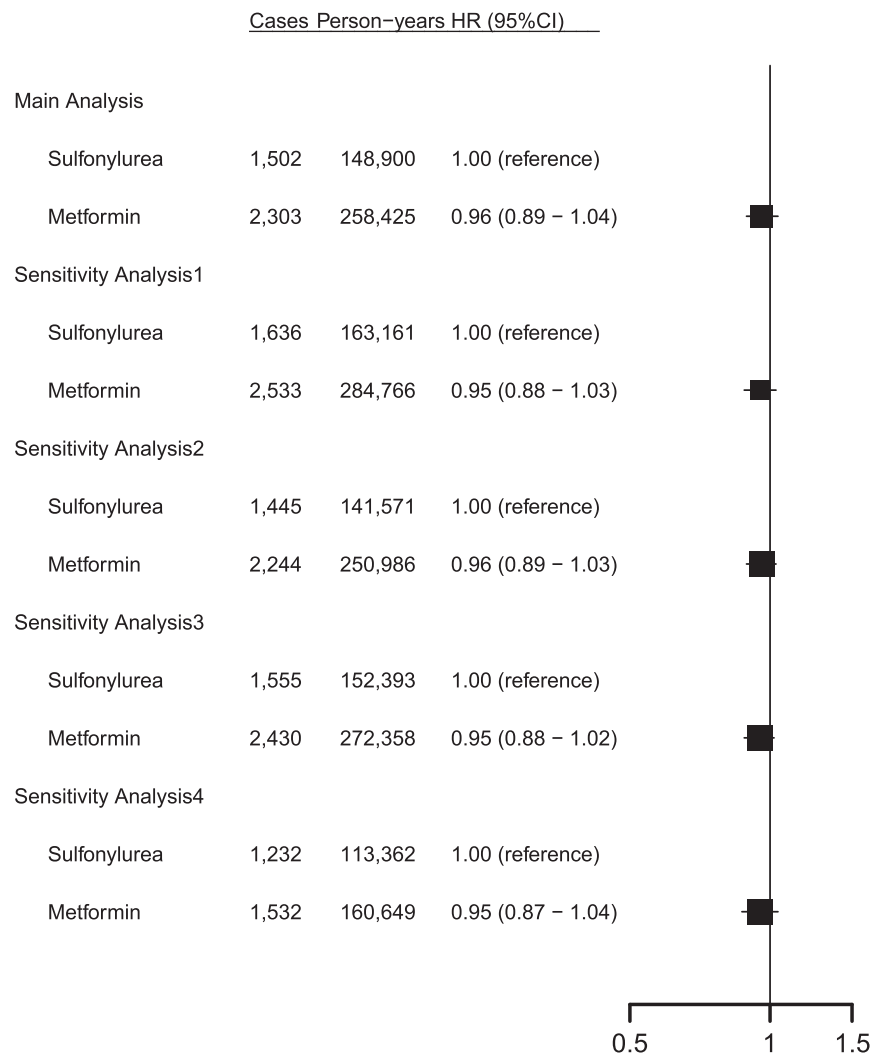 Cases Person−years HR (95%CI)
Main Analysis
Sulfonylurea 1,502 148,900 1.00 (reference)
Metformin 2,303 258,425 0.96 (0.89 − 1.04)
Sensitivity Analysis1
Sulfonylurea 1,636 163,161 1.00 (reference)
Metformin 2,533 284,766 0.95 (0.88 − 1.03)
Sensitivity Analysis2
Sulfonylurea 1,445 141,571 1.00 (reference)
Metformin 2,244 250,986 0.96 (0.89 − 1.03)
Sensitivity Analysis3
Sulfonylurea 1,555 152,393 1.00 (reference)
Metformin 2,430 272,358 0.95 (0.88 − 1.02)
Sensitivity Analysis4
Sulfonylurea 1,232 113,362 1.00 (reference)
Metformin 1,532 160,649 0.95 (0.87 − 1.04)
0.5 1 1.5